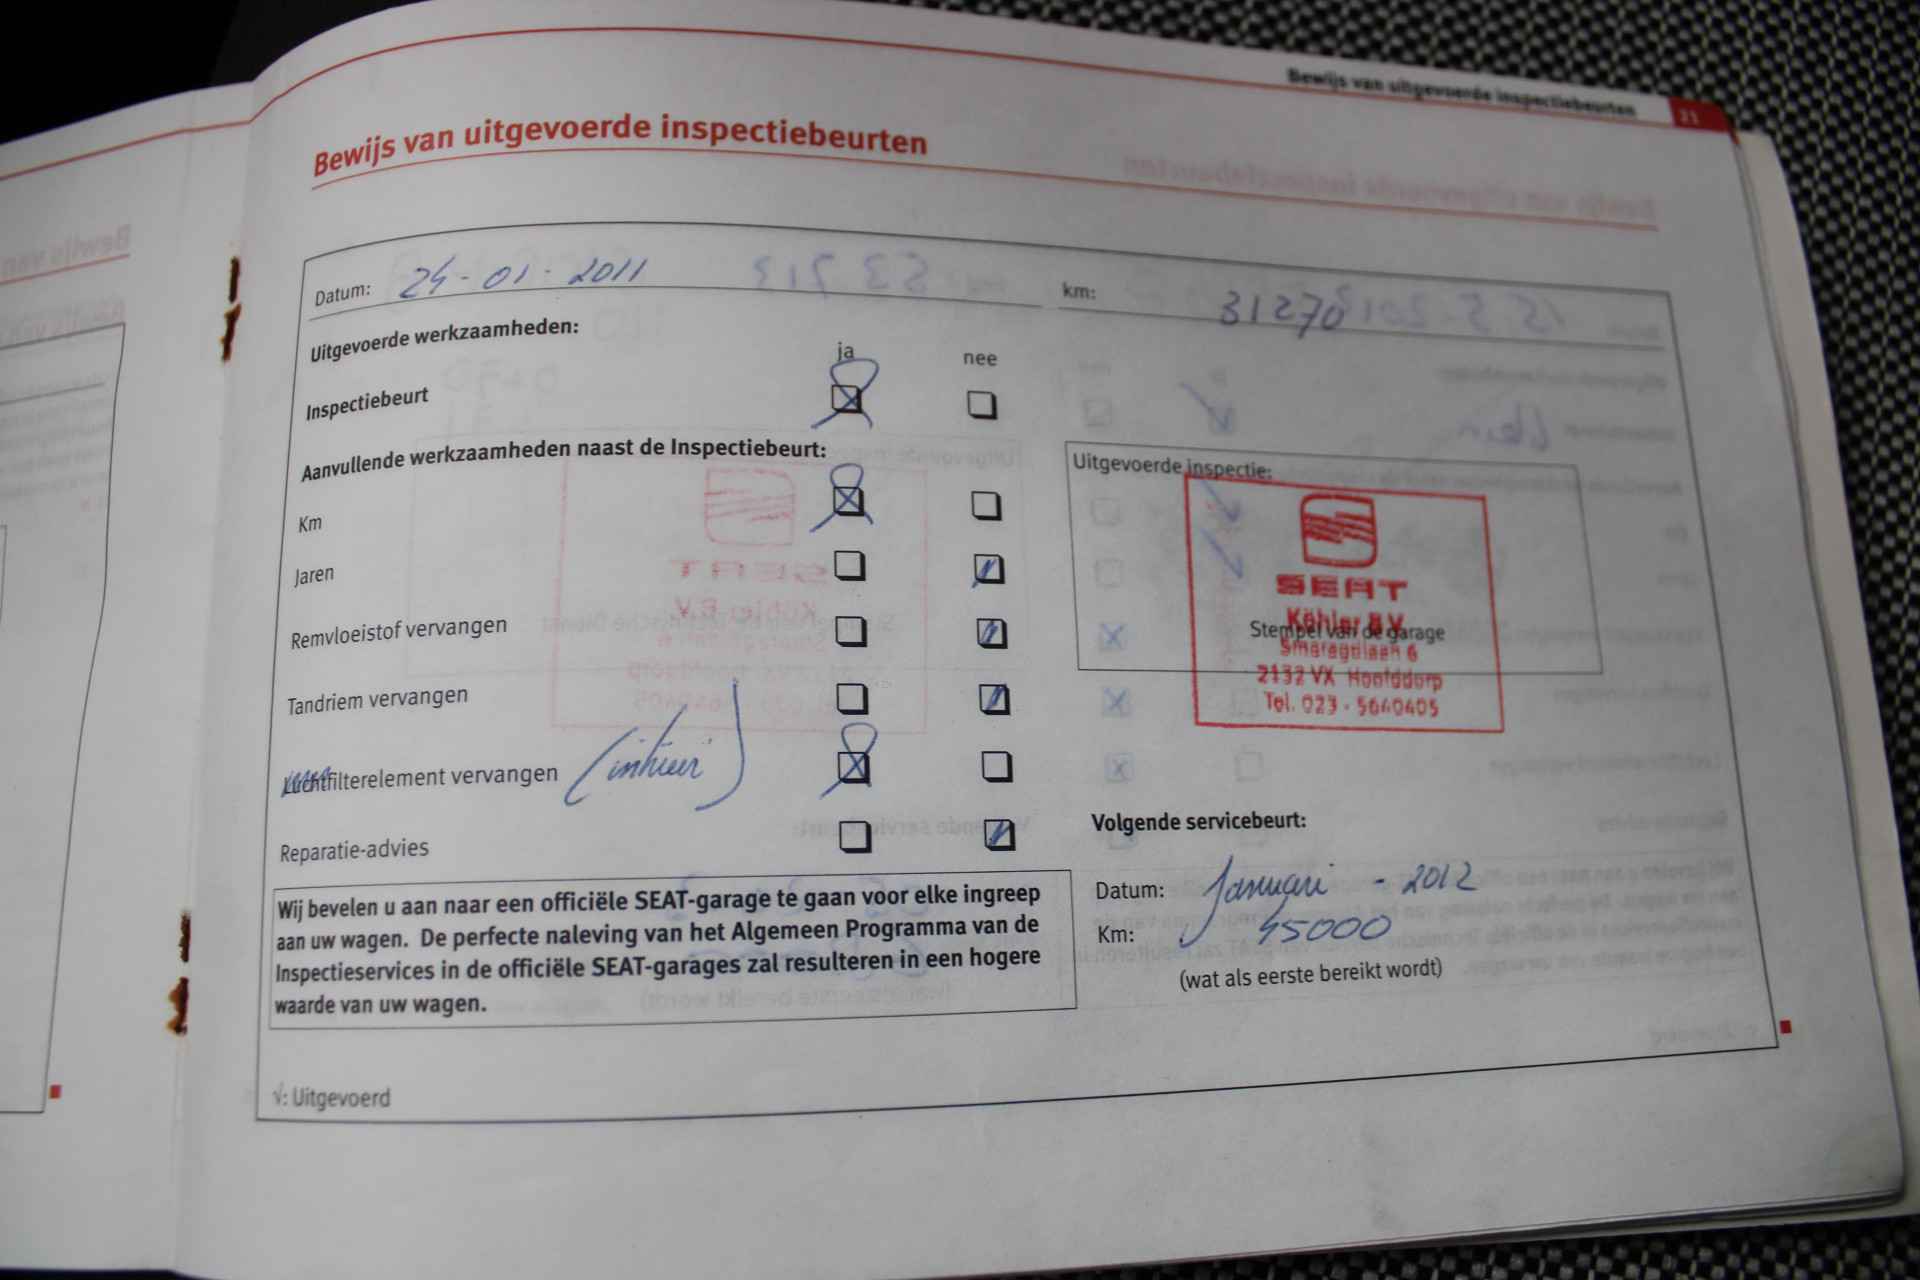 Bewijs van uitgevoerde inspectiebeurten 21
Bewijs van uitgevoerde inspectiebeurten
Datum: 24-01-2011 km: 31270
Uitgevoerde werkzaamheden:
ja nee
Inspectiebeurt
Aanvullende werkzaamheden naast de Inspectiebeurt:
Km
Jaren
Remvloeistof vervangen
Tandriem vervangen
Luchtfilterelement vervangen
Reparatie-advies
Uitgevoerde inspectie:
SEAT
Köhler B.V.
Stempel van de garage
Smaragdlaan 6
2132 VX Hoofddorp
Tel. 023 - 5640405
Volgende servicebeurt:
Datum: Januari - 2012
Km: 45000
(wat als eerste bereikt wordt)
Wij bevelen u aan naar een officiële SEAT-garage te gaan voor elke ingreep
aan uw wagen. De perfecte naleving van het Algemeen Programma van de
Inspectieservices in de officiële SEAT-garages zal resulteren in een hogere
waarde van uw wagen.
√: Uitgevoerd